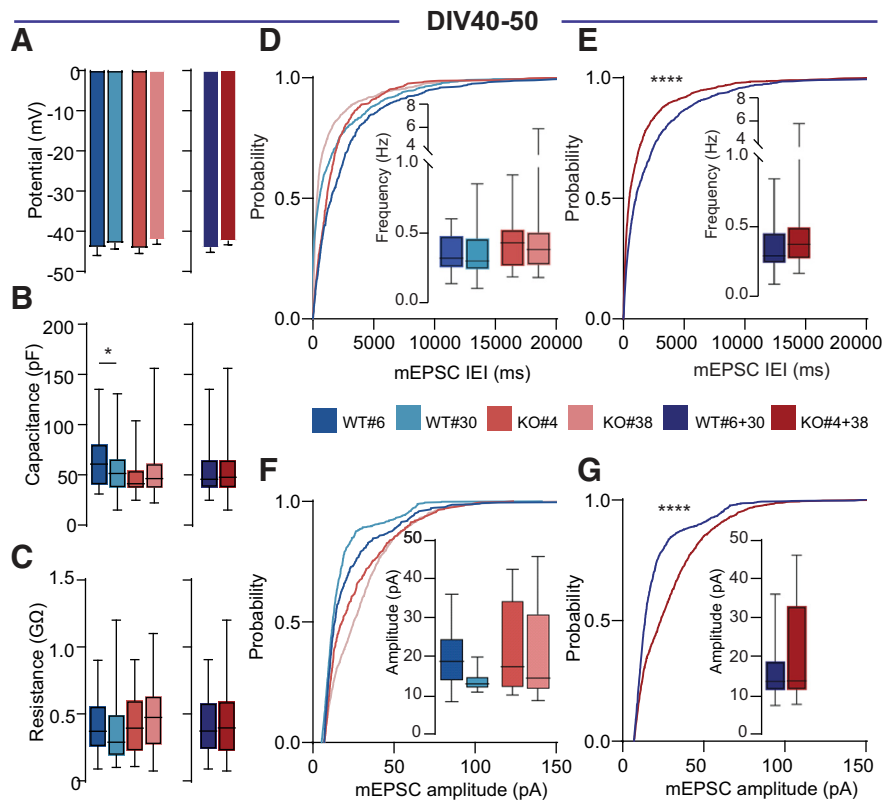 DIV40-50
A
Potential (mV)
0
-10
-20
-30
-40
-50
B
Capacitance (pF)
200
150
100
50
0
*
C
Resistance (GΩ)
1.5
1.0
0.5
0
D
Probability
1.0
0.5
0.0
0
5000
10000
15000
20000
mEPSC IEI (ms)
Frequency (Hz)
8
6
4
1.0
0.5
0.0
E
****
Probability
1.0
0.5
0.0
0
5000
10000
15000
20000
mEPSC IEI (ms)
Frequency (Hz)
8
6
4
1.0
0.5
0.0
WT#6
WT#30
KO#4
KO#38
WT#6+30
KO#4+38
F
Probability
1.0
0.5
0.0
0
50
100
150
mEPSC amplitude (pA)
Amplitude (pA)
50
40
30
20
10
0
G
****
Probability
1.0
0.5
0.0
0
50
100
150
mEPSC amplitude (pA)
Amplitude (pA)
50
40
30
20
10
0